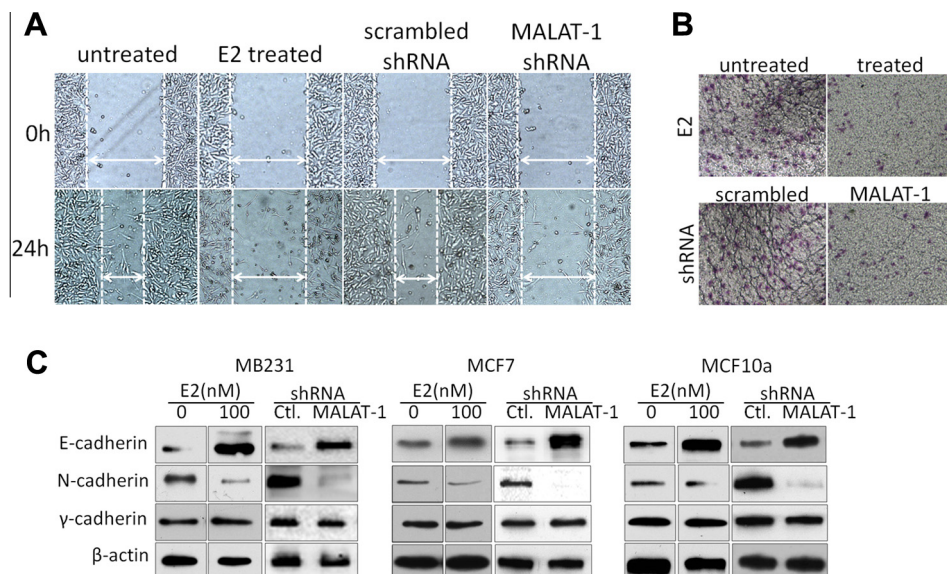 A
untreated E2 treated scrambled shRNA MALAT-1 shRNA
0h
24h
B
untreated treated
E2
scrambled MALAT-1
shRNA
C
MB231 MCF7 MCF10a
E2(nM) shRNA E2(nM) shRNA E2(nM) shRNA
0 100 Ctl. MALAT-1 0 100 Ctl. MALAT-1 0 100 Ctl. MALAT-1
E-cadherin
N-cadherin
γ-cadherin
β-actin